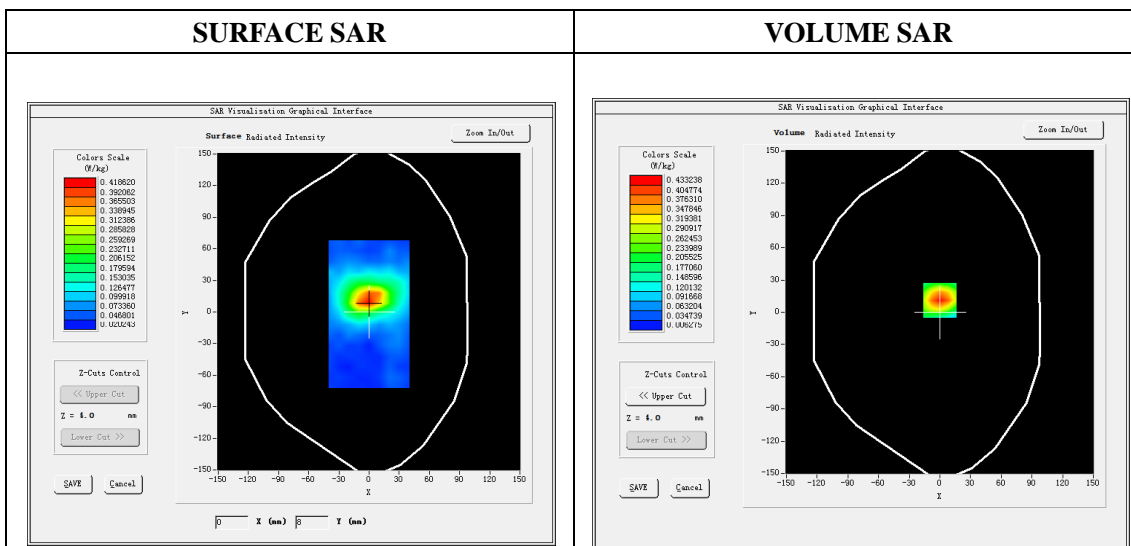 SURFACE SAR
VOLUME SAR
SAR Visualisation Graphical Interface
Surface Radiated Intensity
Zoom In/Out
Colors Scale
(W/kg)
0.418620
0.392062
0.365503
0.338945
0.312386
0.285828
0.259269
0.232711
0.206152
0.179594
0.153035
0.126477
0.099918
0.073360
0.046801
0.020243
Z-Cuts Control
<< Upper Cut
Z = 4.0 mm
Lower Cut >>
SAVE
Cancel
150
120
90
60
30
0
-30
-60
-90
-120
-150
Y
-150 -120 -90 -60 -30 0 30 60 90 120 150
X
0 X (mm) 8 Y (mm)
SAR Visualisation Graphical Interface
Volume Radiated Intensity
Zoom In/Out
Colors Scale
(W/kg)
0.433238
0.404774
0.376310
0.347846
0.319381
0.290917
0.262453
0.233989
0.205525
0.177060
0.148596
0.120132
0.091668
0.063204
0.034739
0.006275
Z-Cuts Control
<< Upper Cut
Z = 4.0 mm
Lower Cut >>
SAVE
Cancel
150
120
90
60
30
0
-30
-60
-90
-120
-150
Y
-150 -120 -90 -60 -30 0 30 60 90 120 150
X